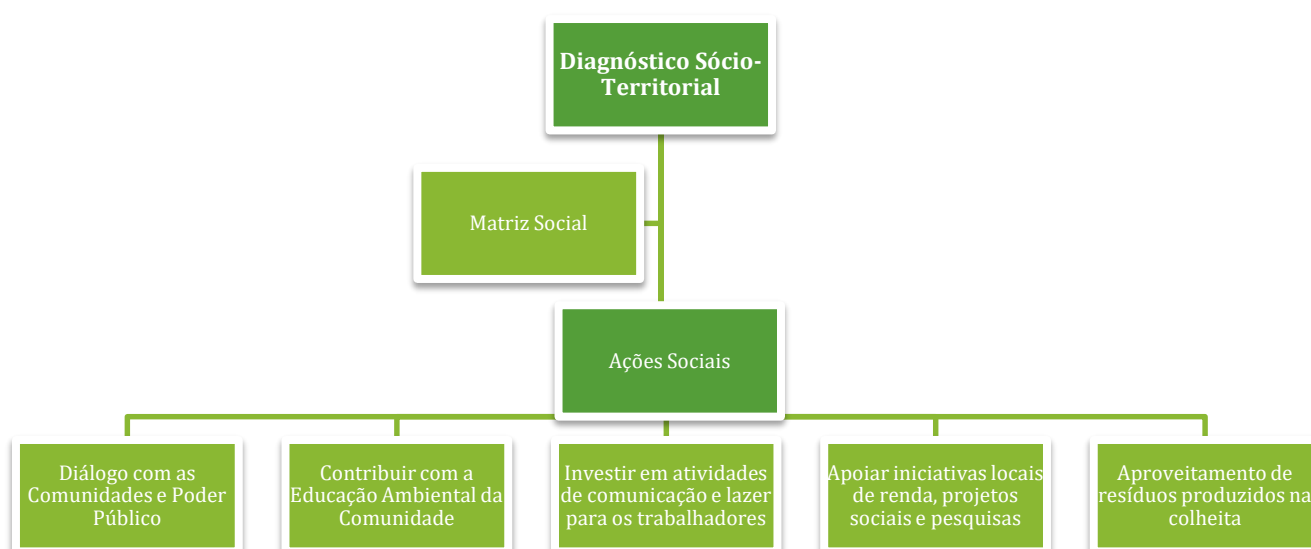 Diagnóstico Sócio-
Territorial
Matriz Social
Ações Sociais
Diálogo com as
Comunidades e Poder
Público
Contribuir com a
Educação Ambiental da
Comunidade
Investir em atividades
de comunicação e lazer
para os trabalhadores
Apoiar iniciativas locais
de renda, projetos
sociais e pesquisas
Aproveitamento de
resíduos produzidos na
colheita